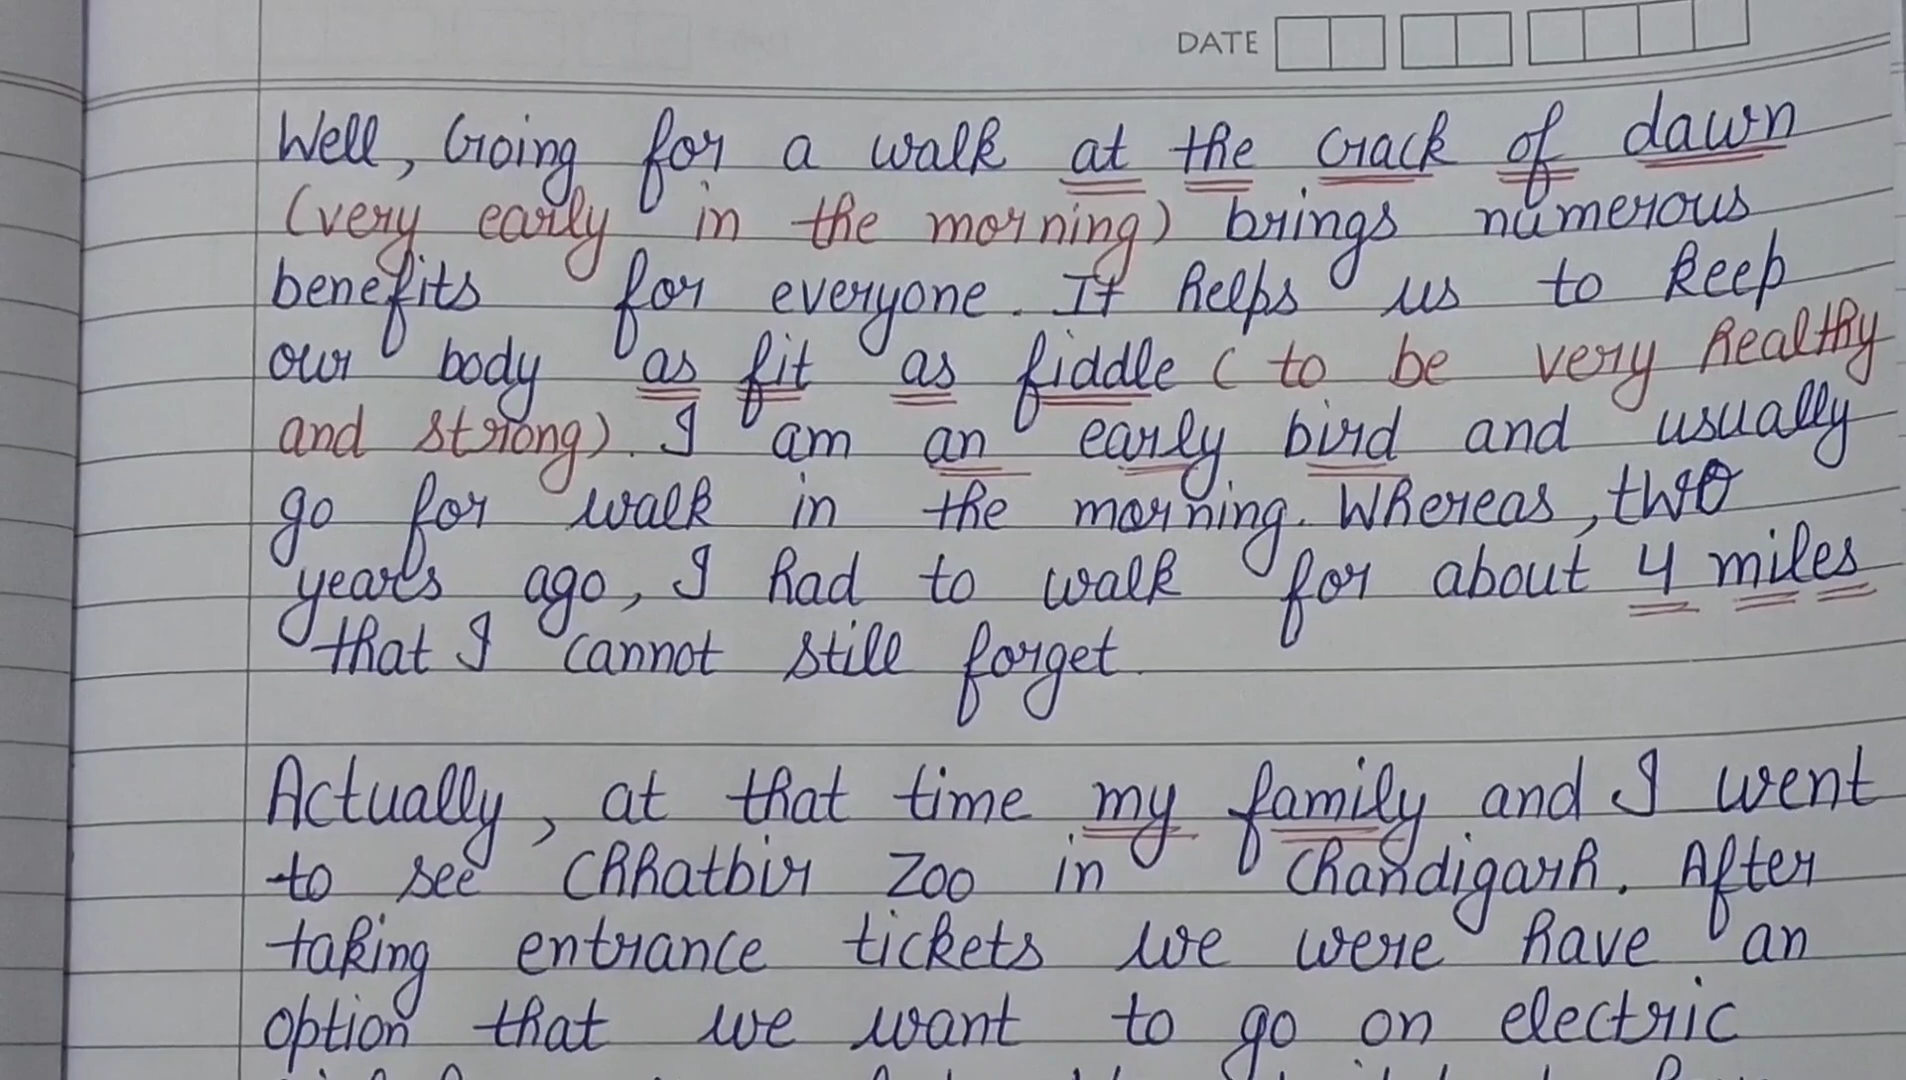 DATE
Well, Going for a walk at the crack of dawn
(very early in the morning) brings numerous
benefits for everyone. It helps us to keep
our body as fit as fiddle ( to be very healthy
and strong). I am an early bird and usually
go for walk in the morning. Whereas, two
years ago, I had to walk for about 4 miles
that I cannot still forget.
Actually, at that time my family and I went
to see Chhatbir Zoo in Chandigarh. After
taking entrance tickets we were have an
option that we want to go on electric